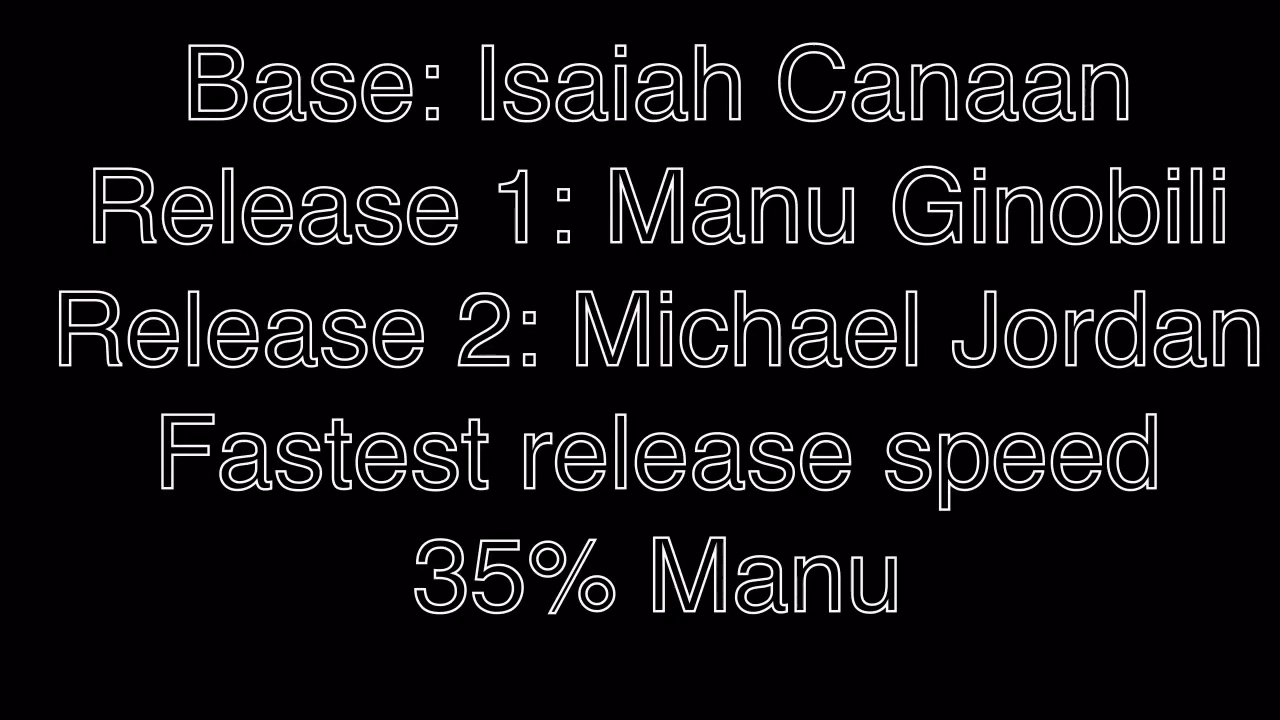 Base: Isaiah Canaan
Release 1: Manu Ginobili
Release 2: Michael Jordan
Fastest release speed
35% Manu